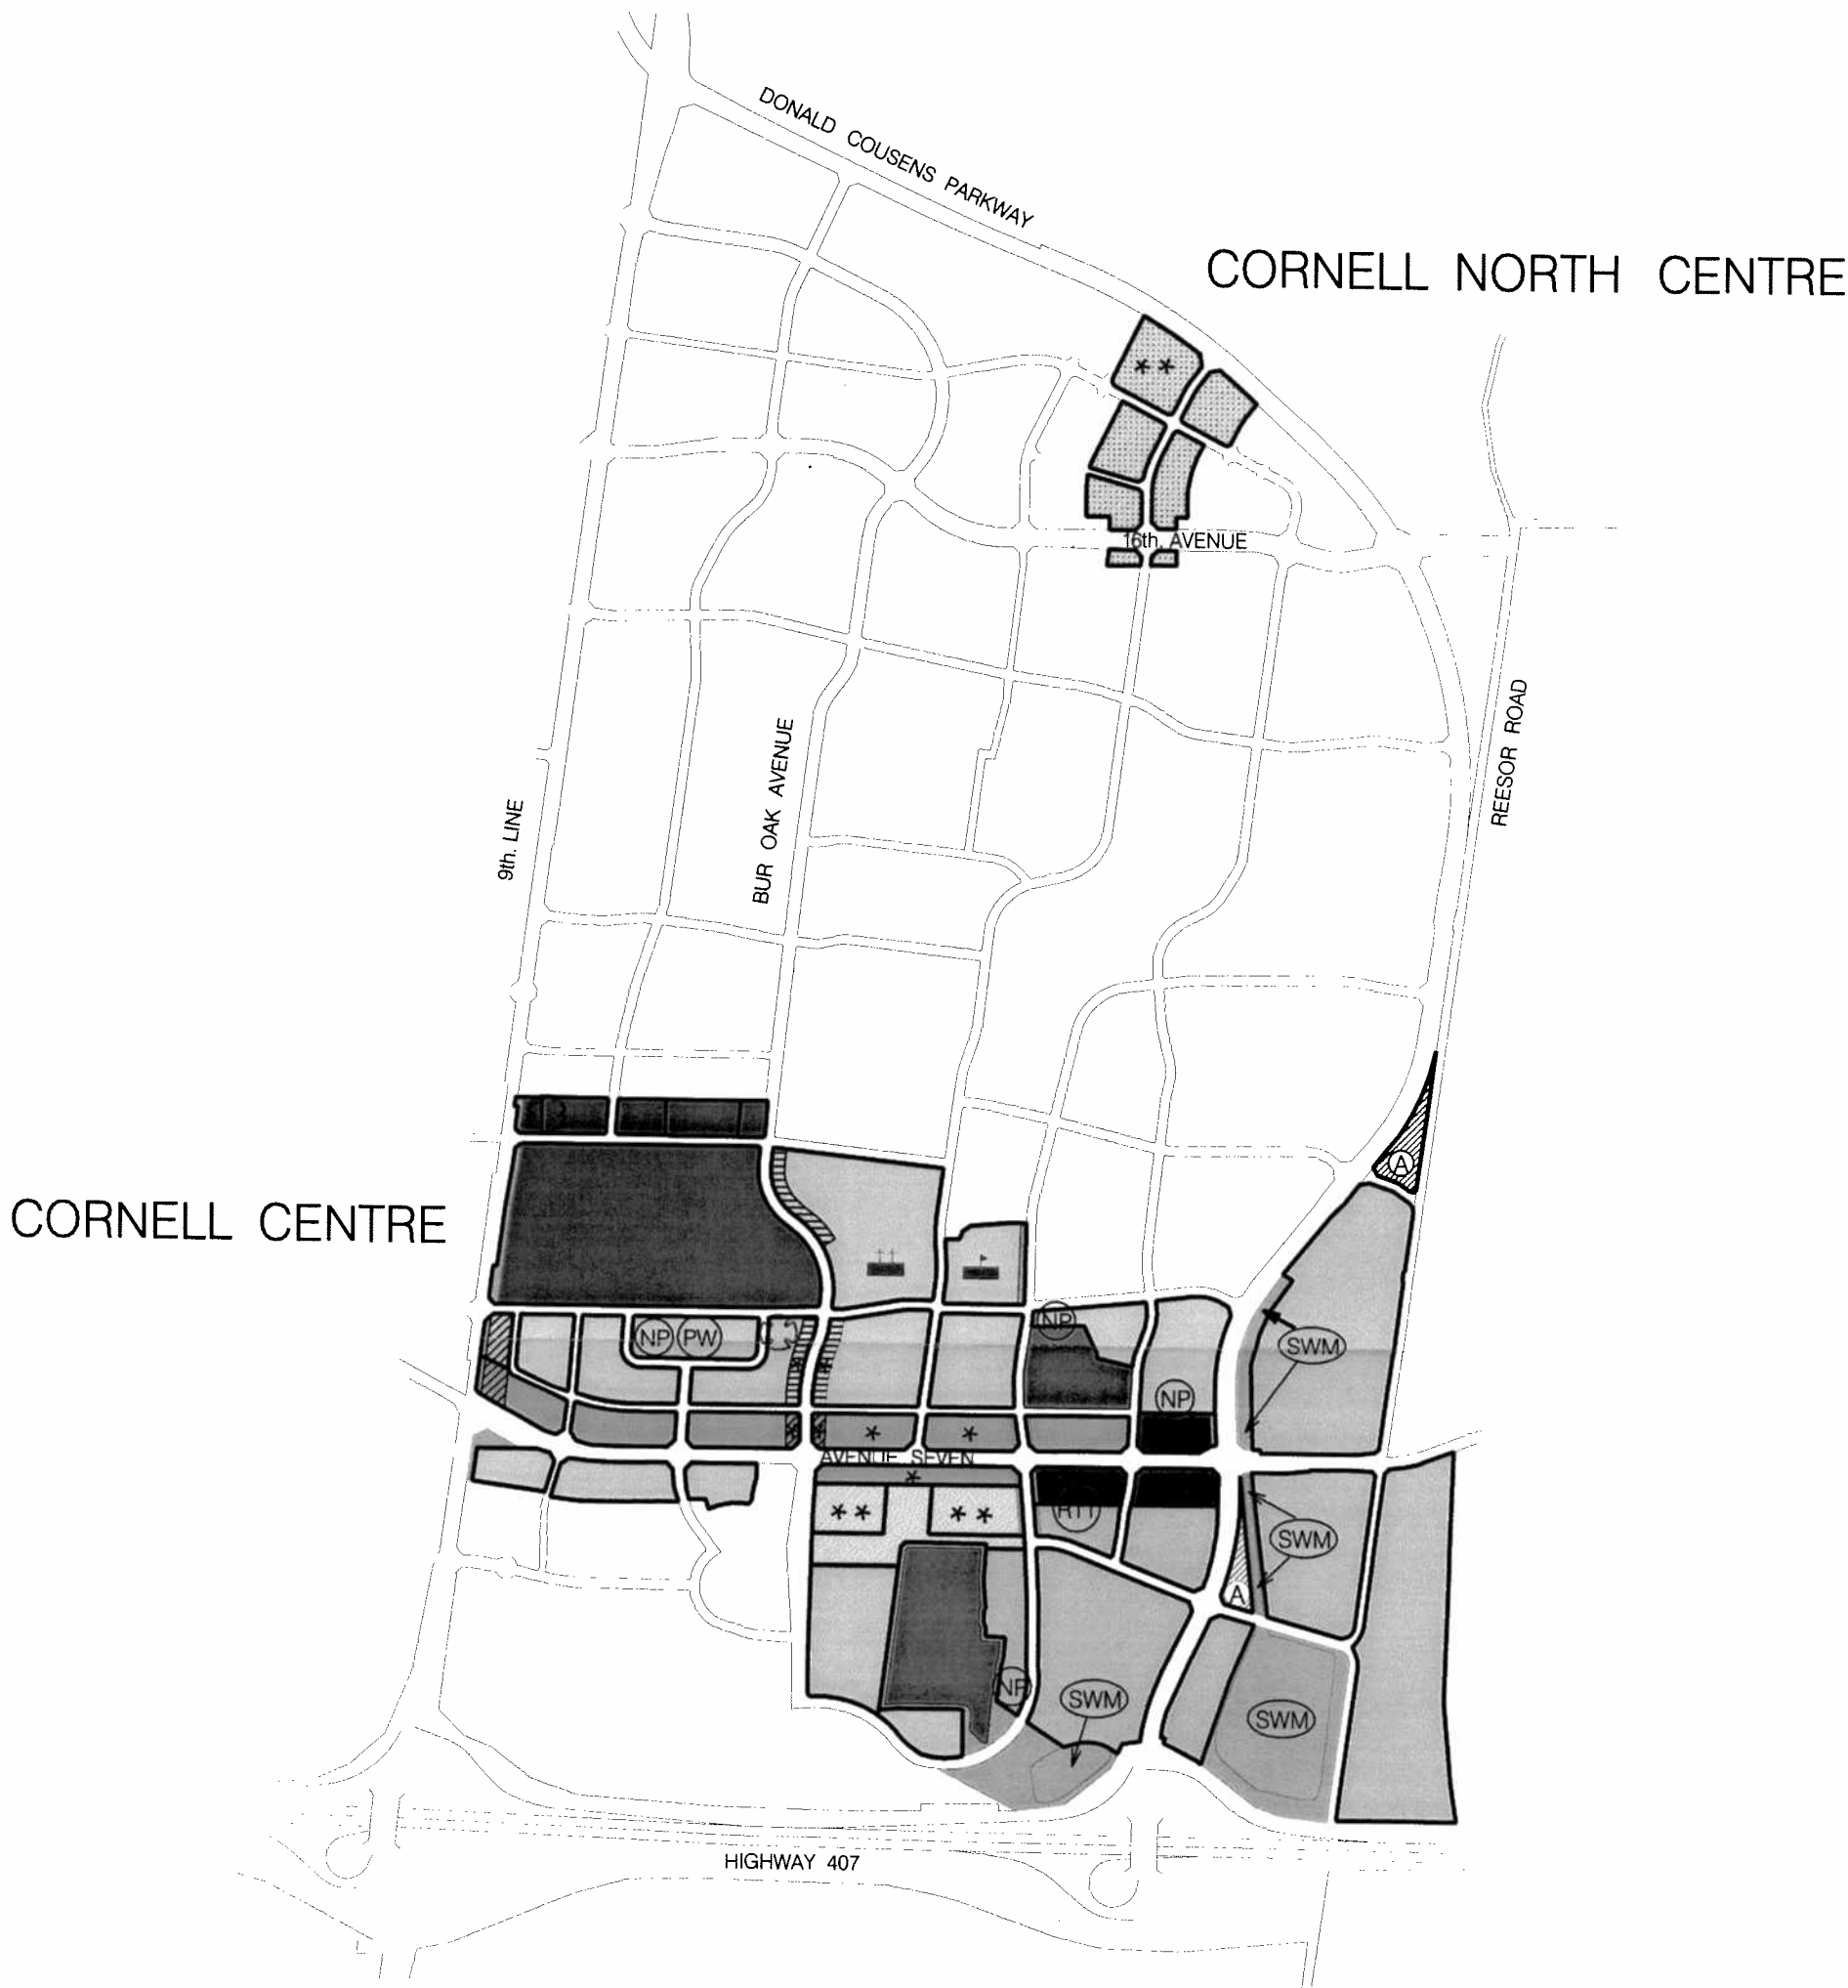 DONALD COUSENS PARKWAY
CORNELL NORTH CENTRE
**
16th. AVENUE
REESOR ROAD
BUR OAK AVENUE
9th. LINE
A
CORNELL CENTRE
NP
NP PW
SWM
NP
* *
AVENUE SEVEN
*
** **
SWM
A
NP
SWM
SWM
HIGHWAY 407